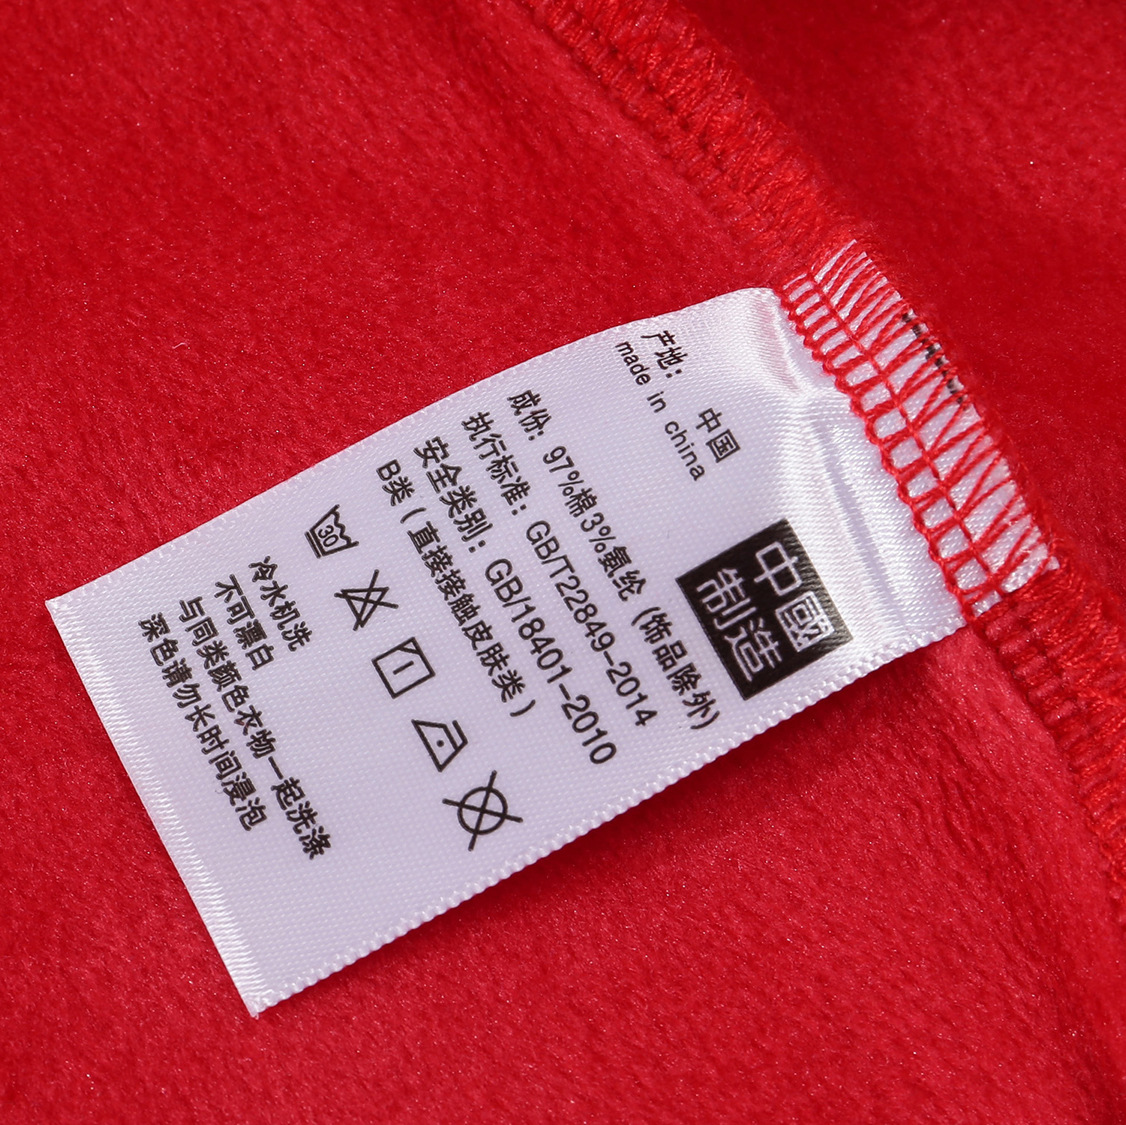 中國
制造
产地: 中国
made in china
成份: 97%棉3%氨纶 (饰品除外)
执行标准: GB/T22849-2014
安全类别: GB/18401-2010
B类 (直接接触皮肤类)
30
冷水机洗
不可漂白
与同类颜色衣物一起洗涤
深色请勿长时间浸泡